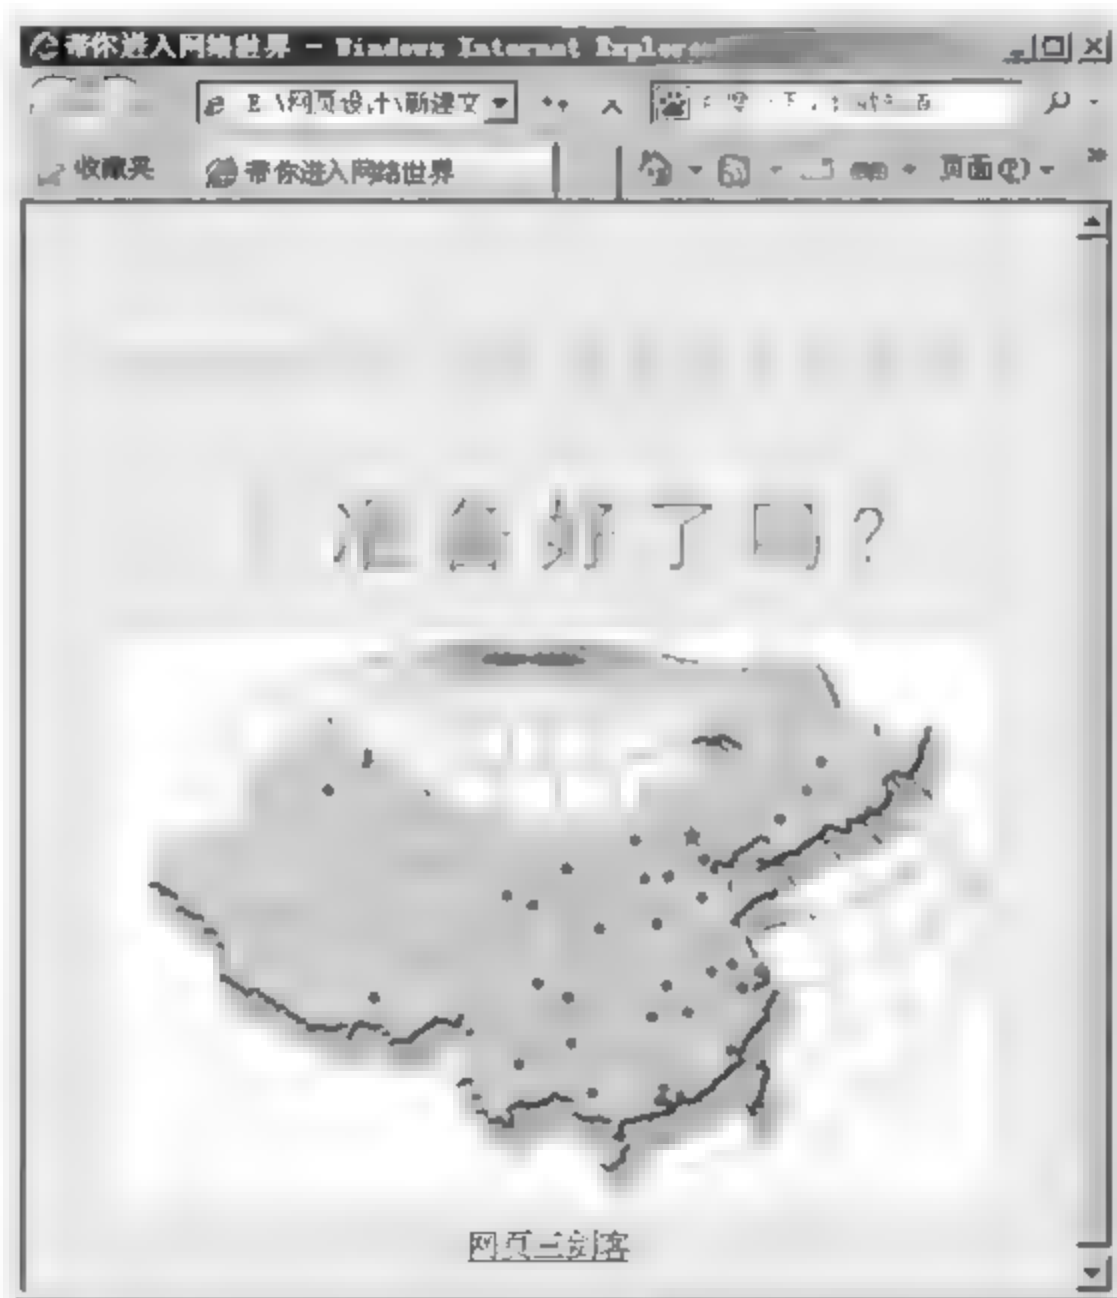 带你进入网络世界 - Windows Internet Explorer
E:\网页设计\新建文
收藏夹 带你进入网络世界 页面(P)
准备好了吗?
网页三剑客